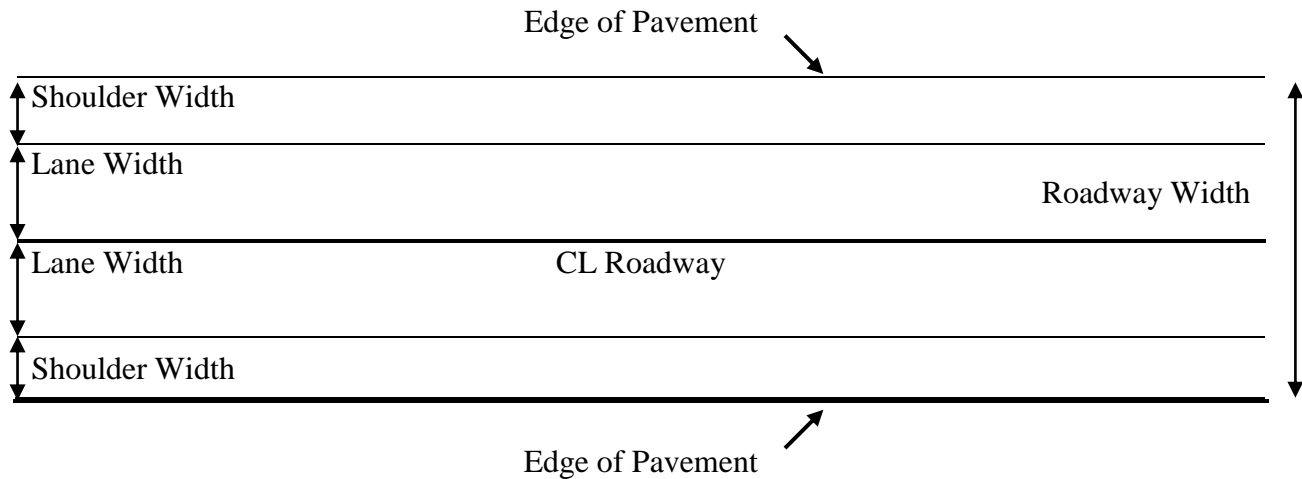 Edge of Pavement
Shoulder Width
Lane Width
Roadway Width
Lane Width
CL Roadway
Shoulder Width
Edge of Pavement